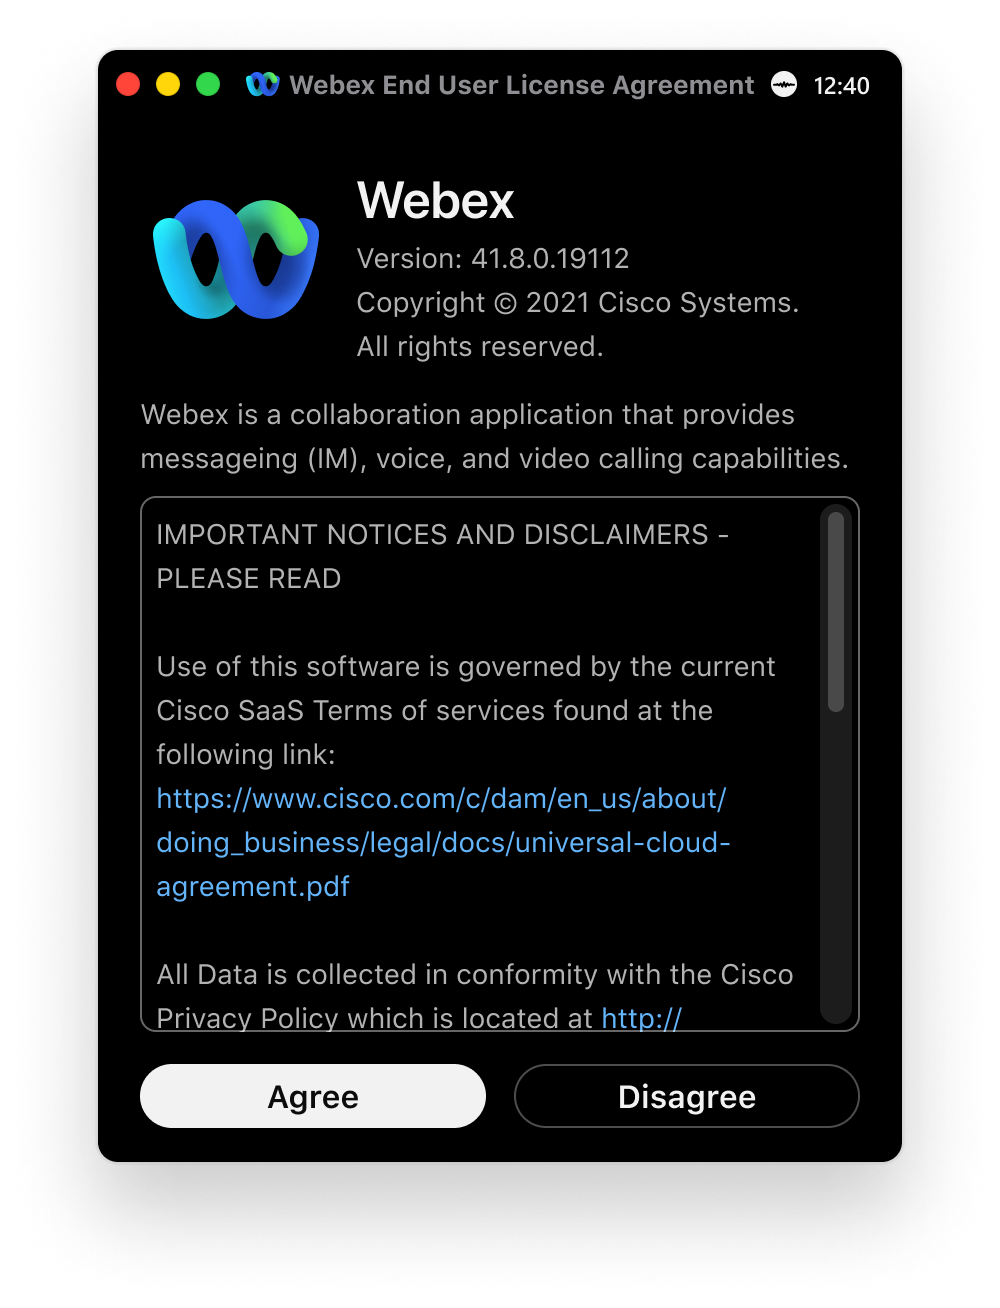 Webex End User License Agreement 12:40
Webex
Version: 41.8.0.19112
Copyright © 2021 Cisco Systems.
All rights reserved.
Webex is a collaboration application that provides
messageing (IM), voice, and video calling capabilities.
IMPORTANT NOTICES AND DISCLAIMERS -
PLEASE READ
Use of this software is governed by the current
Cisco SaaS Terms of services found at the
following link:
https://www.cisco.com/c/dam/en_us/about/
doing_business/legal/docs/universal-cloud-
agreement.pdf
All Data is collected in conformity with the Cisco
Privacy Policy which is located at http://
Agree Disagree